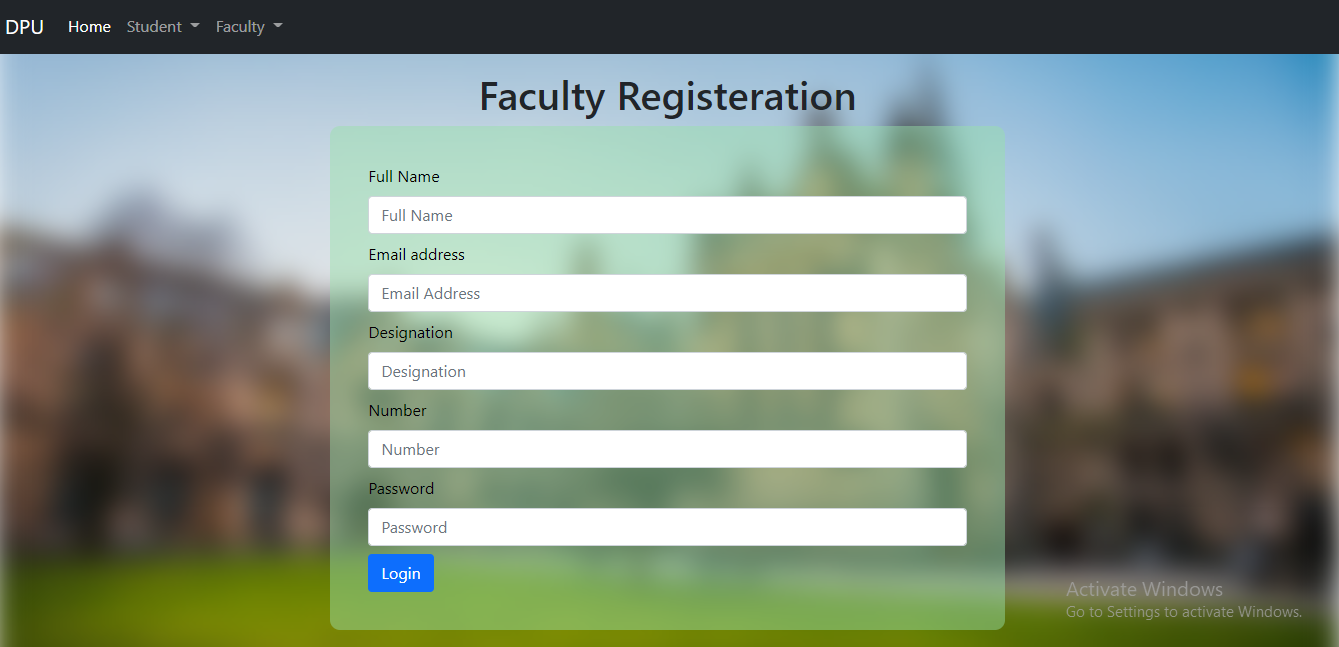 DPU Home Student Faculty
Faculty Registeration
Full Name
Full Name
Email address
Email Address
Designation
Designation
Number
Number
Password
Password
Login
Activate Windows
Go to Settings to activate Windows.